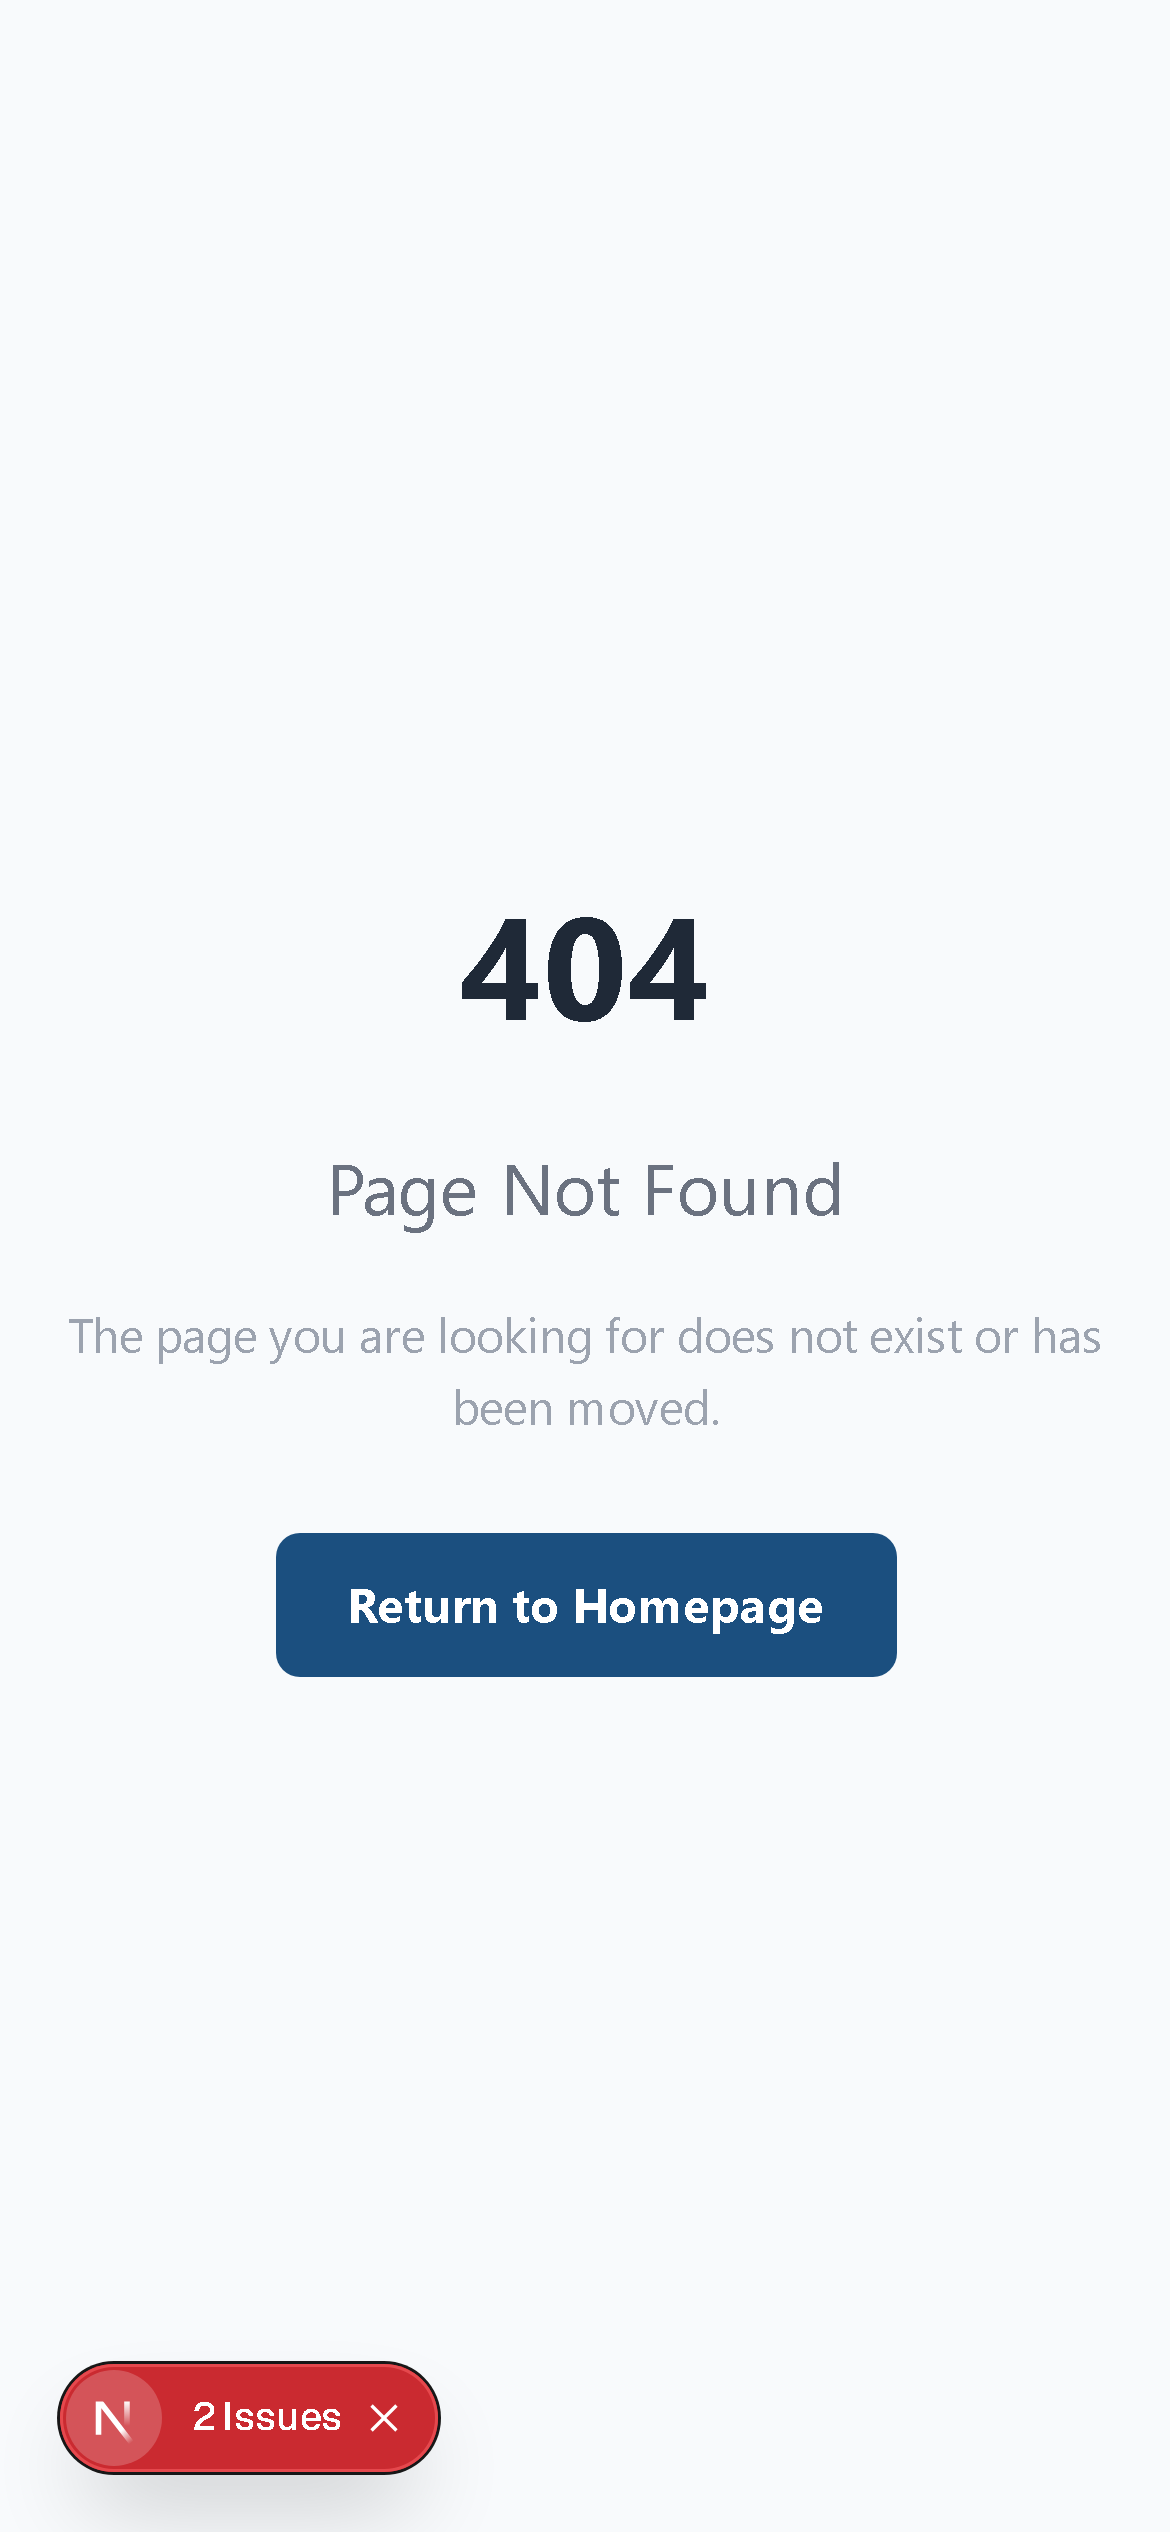 404
Page Not Found
The page you are looking for does not exist or has
been moved.
Return to Homepage
N 2 Issues